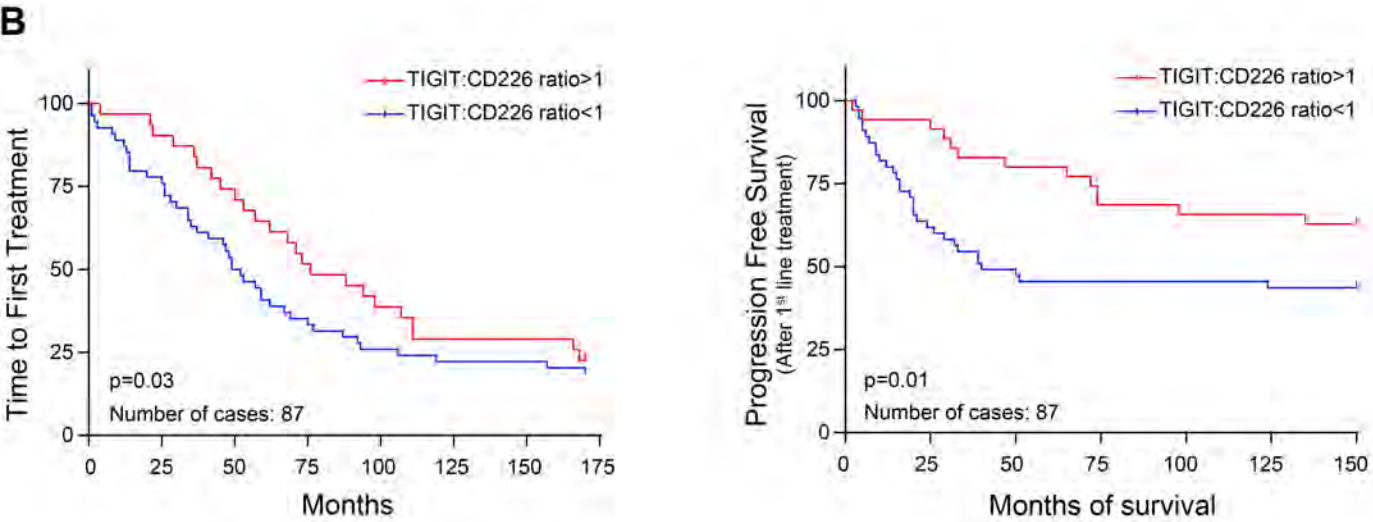 B
TIGIT:CD226 ratio>1
TIGIT:CD226 ratio<1
Time to First Treatment
100
75
50
25
0
p=0.03
Number of cases: 87
0 25 50 75 100 125 150 175
Months
TIGIT:CD226 ratio>1
TIGIT:CD226 ratio<1
Progression Free Survival
(After 1st line treatment)
100
75
50
25
0
p=0.01
Number of cases: 87
0 25 50 75 100 125 150
Months of survival